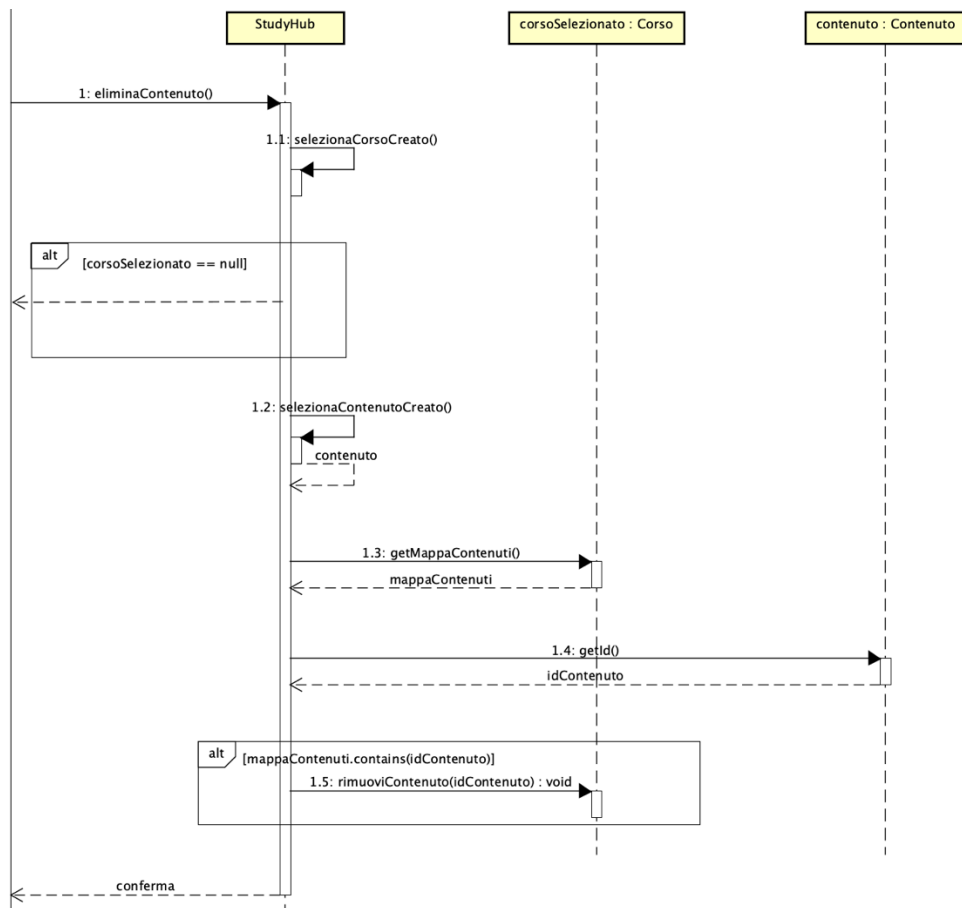 StudyHub
corsoSelezionato : Corso
contenuto : Contenuto
1: eliminaContenuto()
1.1: selezionaCorsoCreato()
alt
[corsoSelezionato == null]
1.2: selezionaContenutoCreato()
contenuto
1.3: getMappaContenuti()
mappaContenuti
1.4: getId()
idContenuto
alt
[mappaContenuti.contains(idContenuto)]
1.5: rimuoviContenuto(idContenuto) : void
conferma